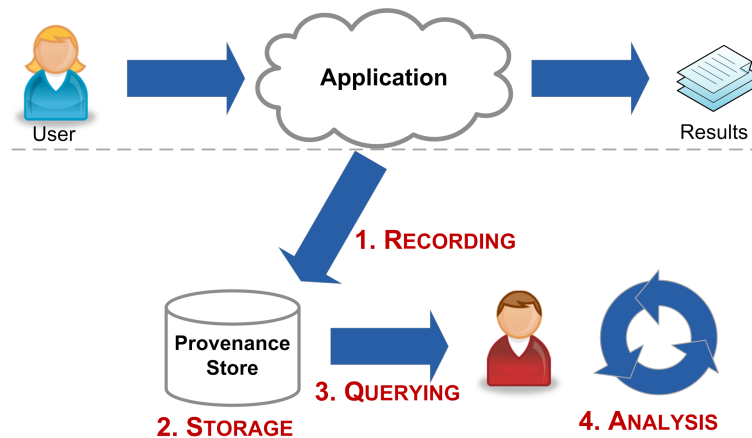 Application
User
Results
1. RECORDING
Provenance
Store
3. QUERYING
2. STORAGE
4. ANALYSIS